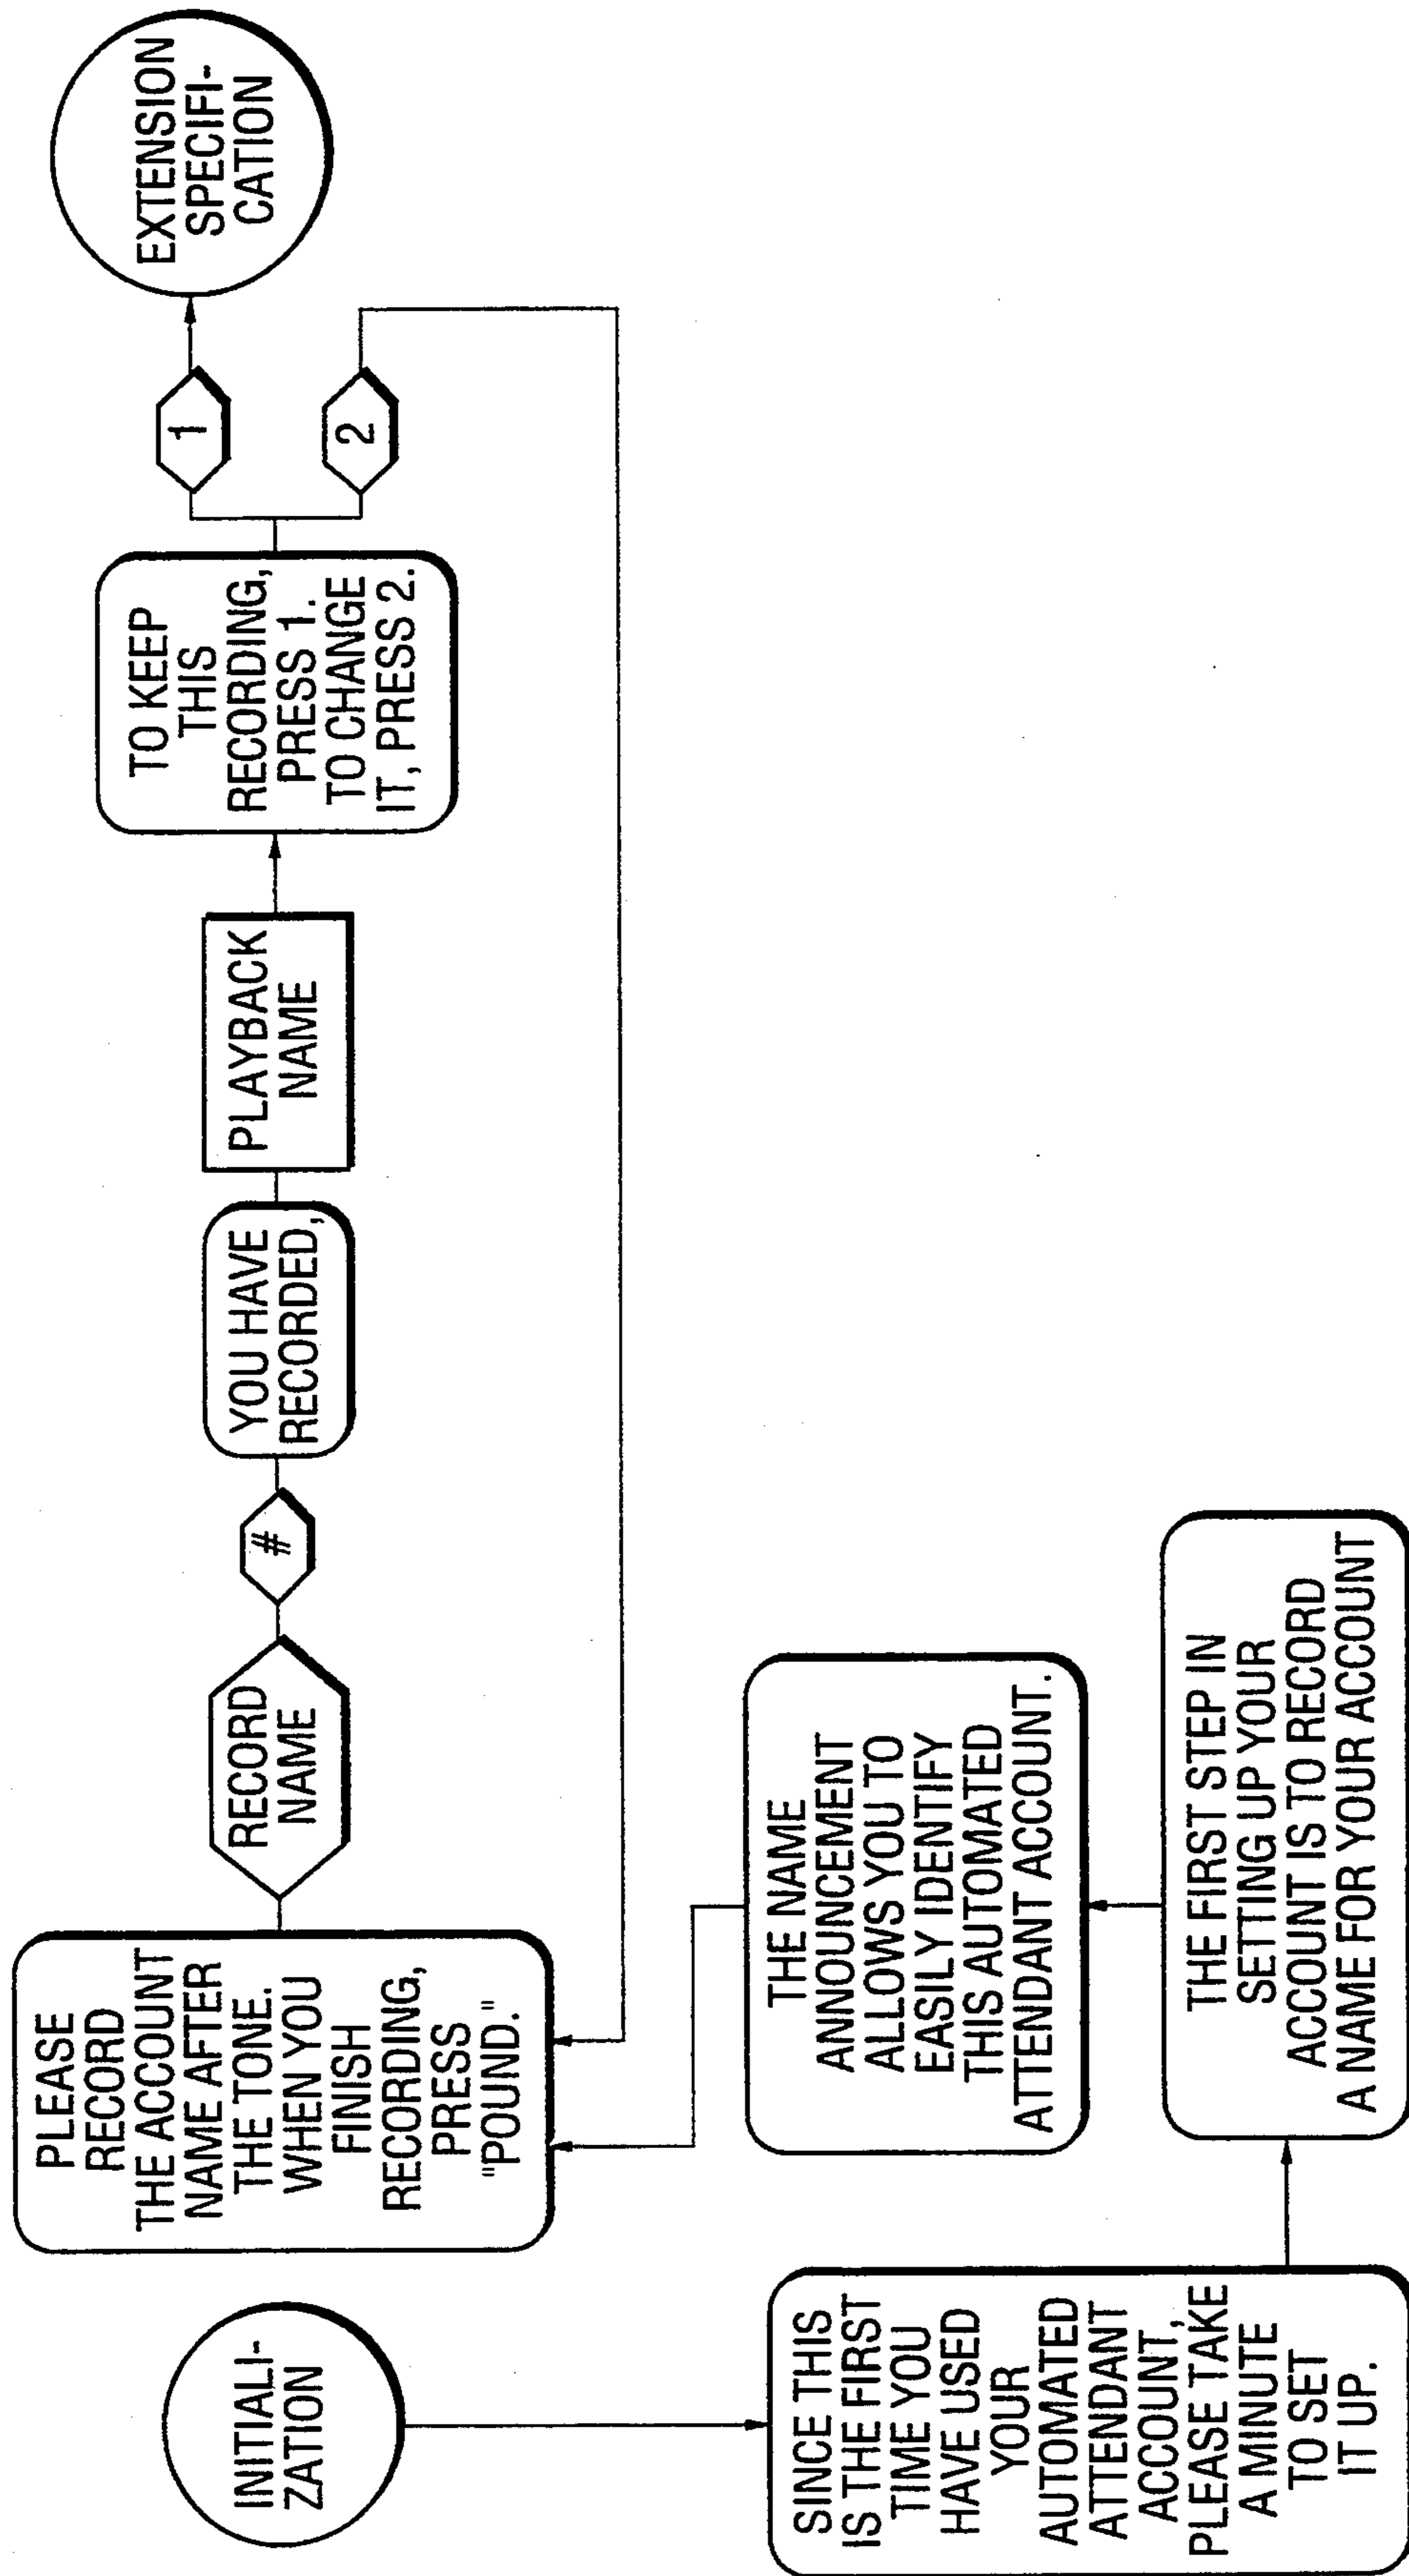 INITIALI-
ZATION
SINCE THIS
IS THE FIRST
TIME YOU
HAVE USED
YOUR
AUTOMATED
ATTENDANT
ACCOUNT,
PLEASE TAKE
A MINUTE
TO SET
IT UP.
THE FIRST STEP IN
SETTING UP YOUR
ACCOUNT IS TO RECORD
A NAME FOR YOUR ACCOUNT
THE NAME
ANNOUNCEMENT
ALLOWS YOU TO
EASILY IDENTIFY
THIS AUTOMATED
ATTENDANT ACCOUNT.
PLEASE
RECORD
THE ACCOUNT
NAME AFTER
THE TONE.
WHEN YOU
FINISH
RECORDING,
PRESS
"POUND."
RECORD
NAME
#
YOU HAVE
RECORDED,
PLAYBACK
NAME
TO KEEP
THIS
RECORDING,
PRESS 1.
TO CHANGE
IT, PRESS 2.
1
2
EXTENSION
SPECIFI-
CATION